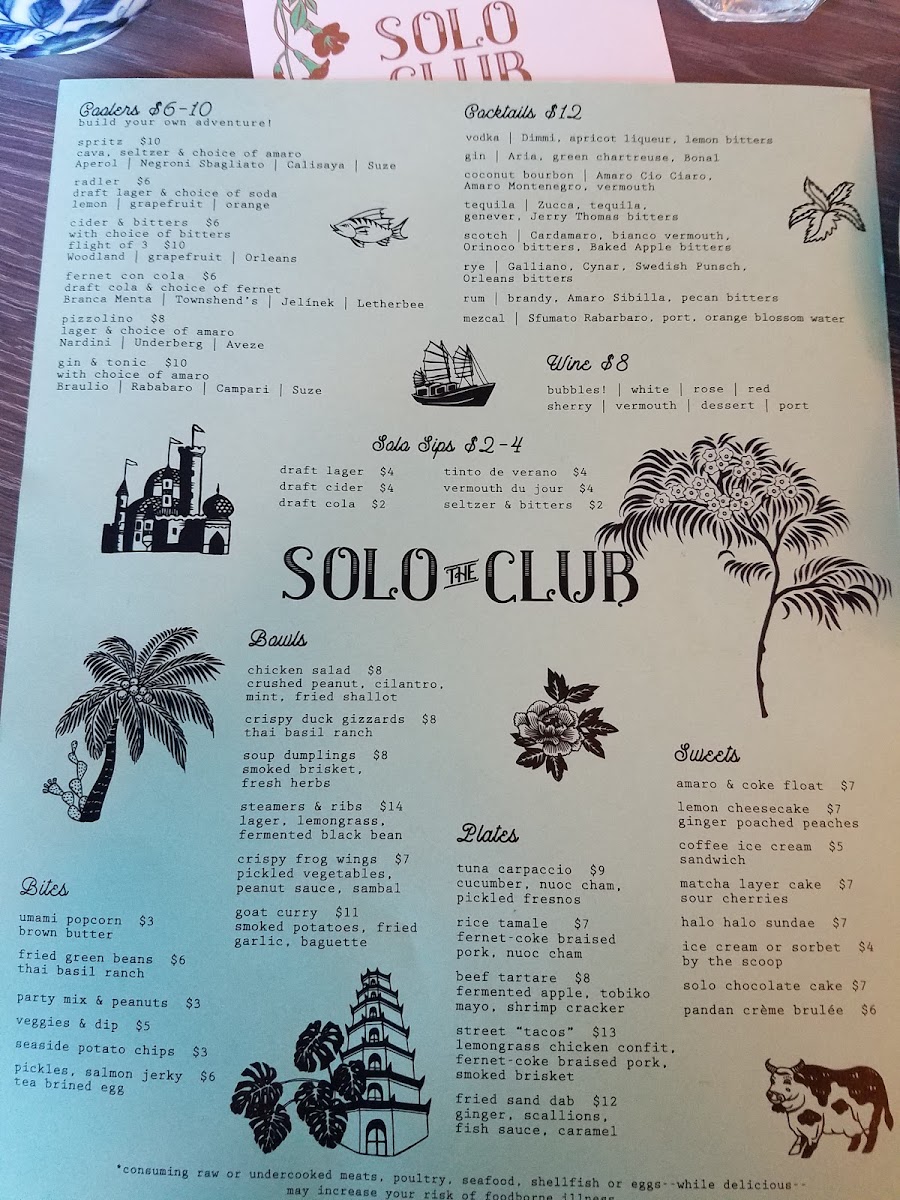 SOLO
CLUB
Coolers $6-10
build your own adventure!
spritz $10
cava, seltzer & choice of amaro
Aperol | Negroni Sbagliato | Calisaya | Suze
radler $6
draft lager & choice of soda
lemon | grapefruit | orange
cider & bitters $6
with choice of bitters
flight of 3 $10
Woodland | grapefruit | Orleans
fernet con cola $6
draft cola & choice of fernet
Branca Menta | Townshend's | Jelínek | Letherbee
pizzolino $8
lager & choice of amaro
Nardini | Underberg | Aveze
gin & tonic $10
with choice of amaro
Braulio | Rababaro | Campari | Suze
Cocktails $12
vodka | Dimmi, apricot liqueur, lemon bitters
gin | Aria, green chartreuse, Bonal
coconut bourbon | Amaro Cio Ciaro,
Amaro Montenegro, vermouth
tequila | Zucca, tequila,
genever, Jerry Thomas bitters
scotch | Cardamaro, bianco vermouth,
Orinoco bitters, Baked Apple bitters
rye | Galliano, Cynar, Swedish Punsch,
Orleans bitters
rum | brandy, Amaro Sibilla, pecan bitters
mezcal | Sfumato Rabarbaro, port, orange blossom water
Wine $8
bubbles! | white | rose | red
sherry | vermouth | dessert | port
Solo Sips $2-4
draft lager $4
draft cider $4
draft cola $2
tinto de verano $4
vermouth du jour $4
seltzer & bitters $2
SOLO THE CLUB
Bowls
chicken salad $8
crushed peanut, cilantro,
mint, fried shallot
crispy duck gizzards $8
thai basil ranch
soup dumplings $8
smoked brisket,
fresh herbs
steamers & ribs $14
lager, lemongrass,
fermented black bean
crispy frog wings $7
pickled vegetables,
peanut sauce, sambal
goat curry $11
smoked potatoes, fried
garlic, baguette
Bites
umami popcorn $3
brown butter
fried green beans $6
thai basil ranch
party mix & peanuts $3
veggies & dip $5
seaside potato chips $3
pickles, salmon jerky $6
tea brined egg
Plates
tuna carpaccio $9
cucumber, nuoc cham,
pickled fresnos
rice tamale $7
fernet-coke braised
pork, nuoc cham
beef tartare $8
fermented apple, tobiko
mayo, shrimp cracker
street "tacos" $13
lemongrass chicken confit,
fernet-coke braised pork,
smoked brisket
fried sand dab $12
ginger, scallions,
fish sauce, caramel
Sweets
amaro & coke float $7
lemon cheesecake $7
ginger poached peaches
coffee ice cream $5
sandwich
matcha layer cake $7
sour cherries
halo halo sundae $7
ice cream or sorbet $4
by the scoop
solo chocolate cake $7
pandan crème brulée $6
*consuming raw or undercooked meats, poultry, seafood, shellfish or eggs--while delicious--
may increase your risk of foodborne illness